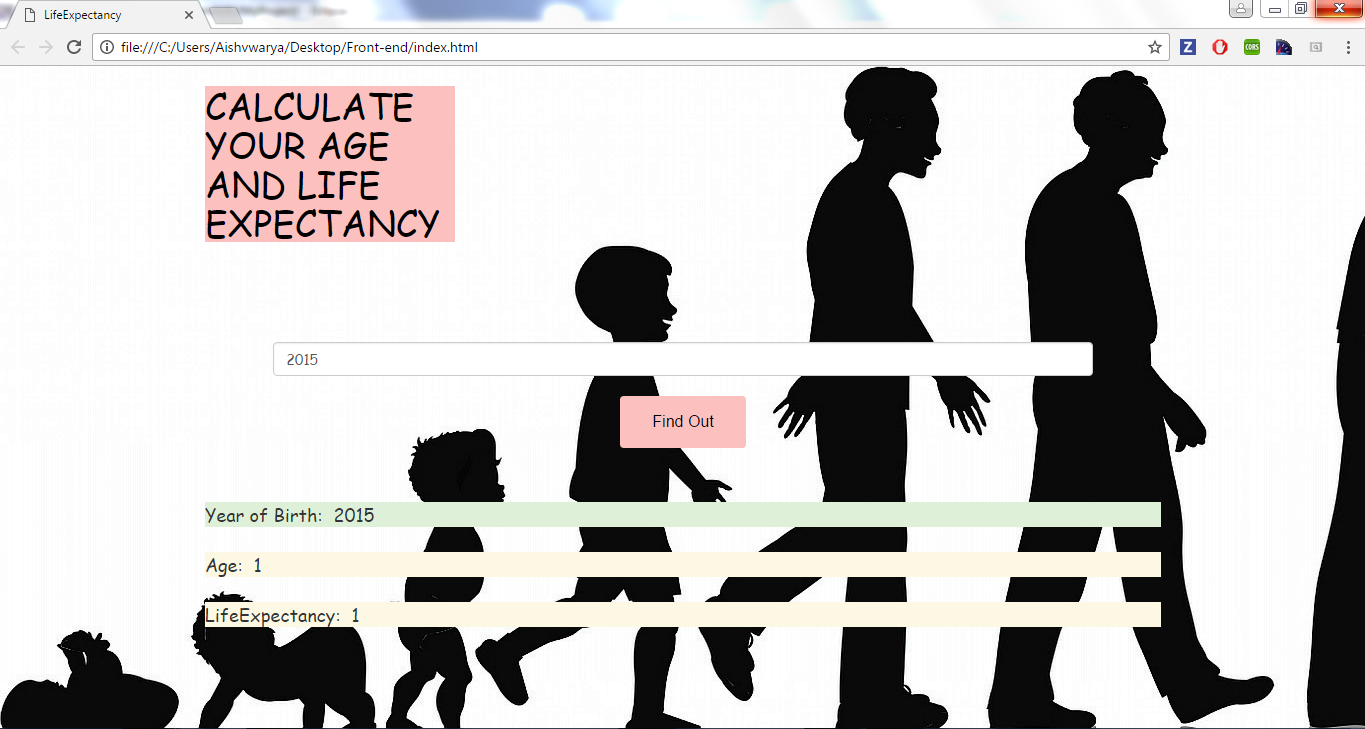 LifeExpectancy
file:///C:/Users/Aishvwarya/Desktop/Front-end/index.html
Z
CORS
CALCULATE
YOUR AGE
AND LIFE
EXPECTANCY
2015
Find Out
Year of Birth: 2015
Age: 1
LifeExpectancy: 1